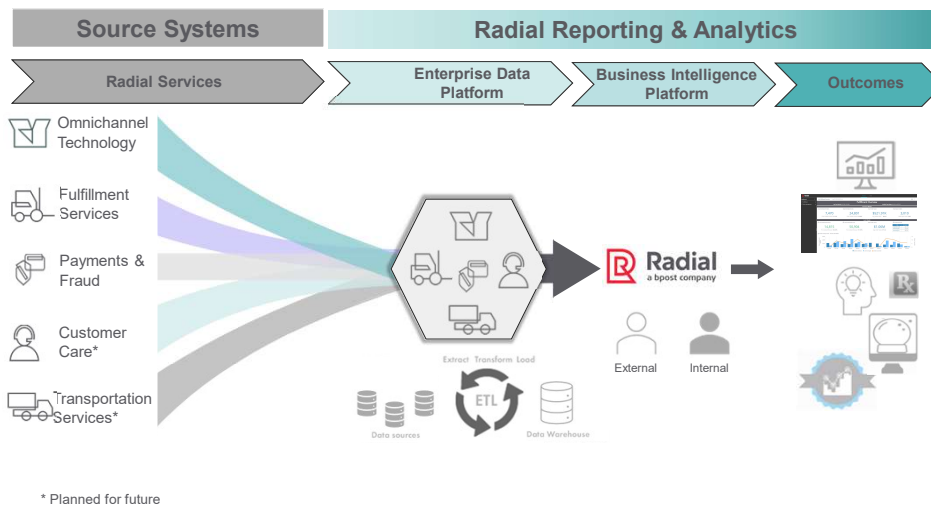 Source Systems
Radial Reporting & Analytics
Radial Services
Enterprise Data
Platform
Business Intelligence
Platform
Outcomes
Omnichannel
Technology
Fulfillment
Services
Payments &
Fraud
Customer
Care*
Transportation
Services*
Radial
a bpost company
Rx
External
Internal
Extract Transform Load
ETL
Data sources
Data Warehouse
* Planned for future